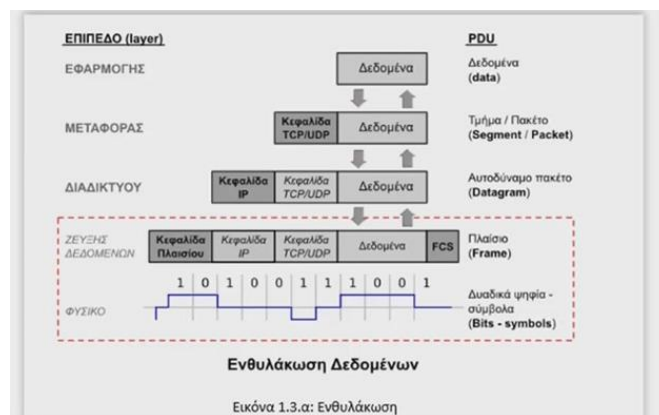 ΕΠΙΠΕΔΟ (layer)
PDU
ΕΦΑΡΜΟΓΗΣ
Δεδομένα
Δεδομένα
(data)
ΜΕΤΑΦΟΡΑΣ
Κεφαλίδα
TCP/UDP
Δεδομένα
Τμήμα / Πακέτο
(Segment / Packet)
ΔΙΑΔΙΚΤΥΟΥ
Κεφαλίδα
IP
Κεφαλίδα
TCP/UDP
Δεδομένα
Αυτοδύναμο πακέτο
(Datagram)
ΖΕΥΞΗΣ
ΔΕΔΟΜΕΝΩΝ
Κεφαλίδα
Πλαισίου
Κεφαλίδα
IP
Κεφαλίδα
TCP/UDP
Δεδομένα
FCS
Πλαίσιο
(Frame)
1 0 1 0 0 1 1 1 0 0 1
ΦΥΣΙΚΟ
Δυαδικά ψηφία -
σύμβολα
(Bits - symbols)
Ενθυλάκωση Δεδομένων
Εικόνα 1.3.α: Ενθυλάκωση